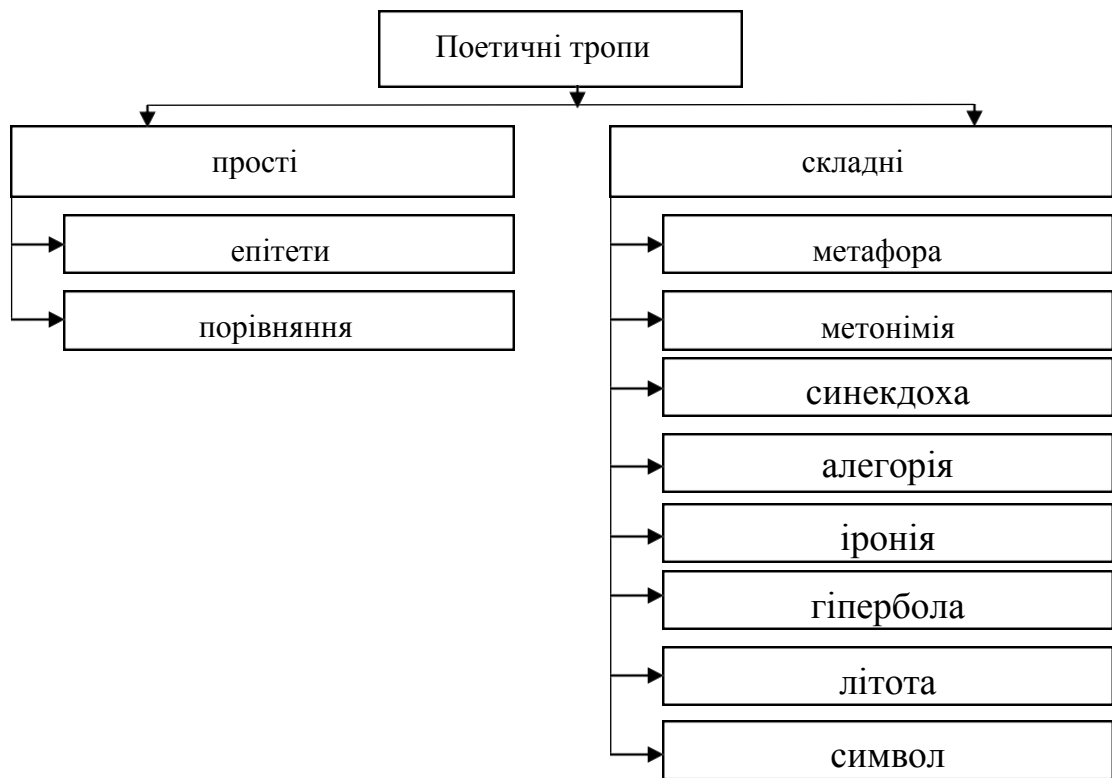 Поетичні тропи
прості
епітети
порівняння
складні
метафора
метонімія
синекдоха
алегорія
іронія
гіпербола
літота
символ